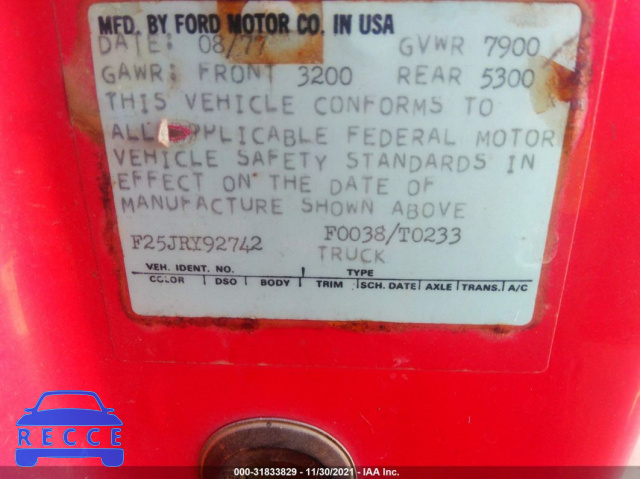 MFD. BY FORD MOTOR CO. IN USA
DATE: 08/77 GVWR 7900
GAWR: FRONT 3200 REAR 5300
THIS VEHICLE CONFORMS TO
ALL APPLICABLE FEDERAL MOTOR
VEHICLE SAFETY STANDARDS IN
EFFECT ON THE DATE OF
MANUFACTURE SHOWN ABOVE
F25JRY92742 F0038/T0233
TRUCK
VEH. IDENT. NO. TYPE
COLOR DSO BODY TRIM SCH. DATE AXLE TRANS. A/C
RECCE
000-31833829 - 11/30/2021 - IAA Inc.